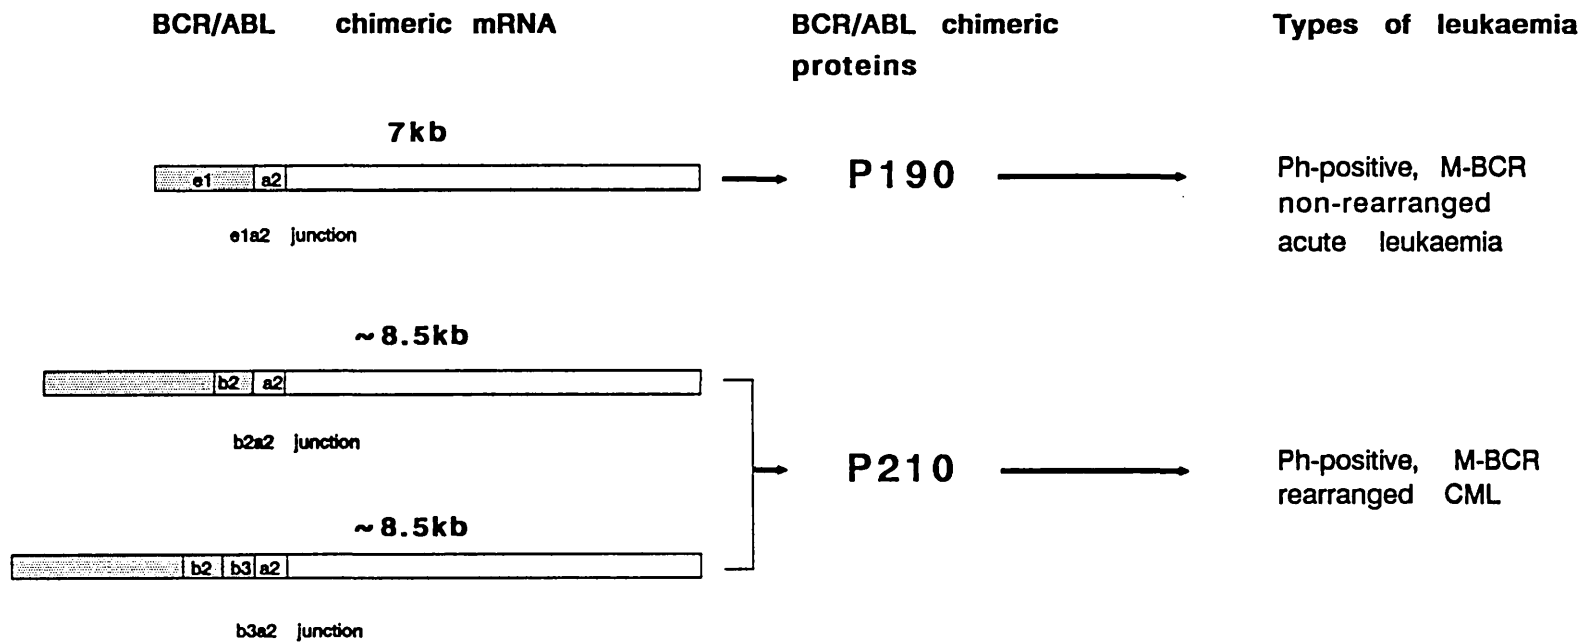 BCR/ABL chimeric mRNA
BCR/ABL chimeric
proteins
Types of leukaemia
7kb
e1 a2
e1a2 junction
P190
Ph-positive, M-BCR
non-rearranged
acute leukaemia
~8.5kb
b2 a2
b2a2 junction
~8.5kb
b2 b3 a2
b3a2 junction
P210
Ph-positive, M-BCR
rearranged CML